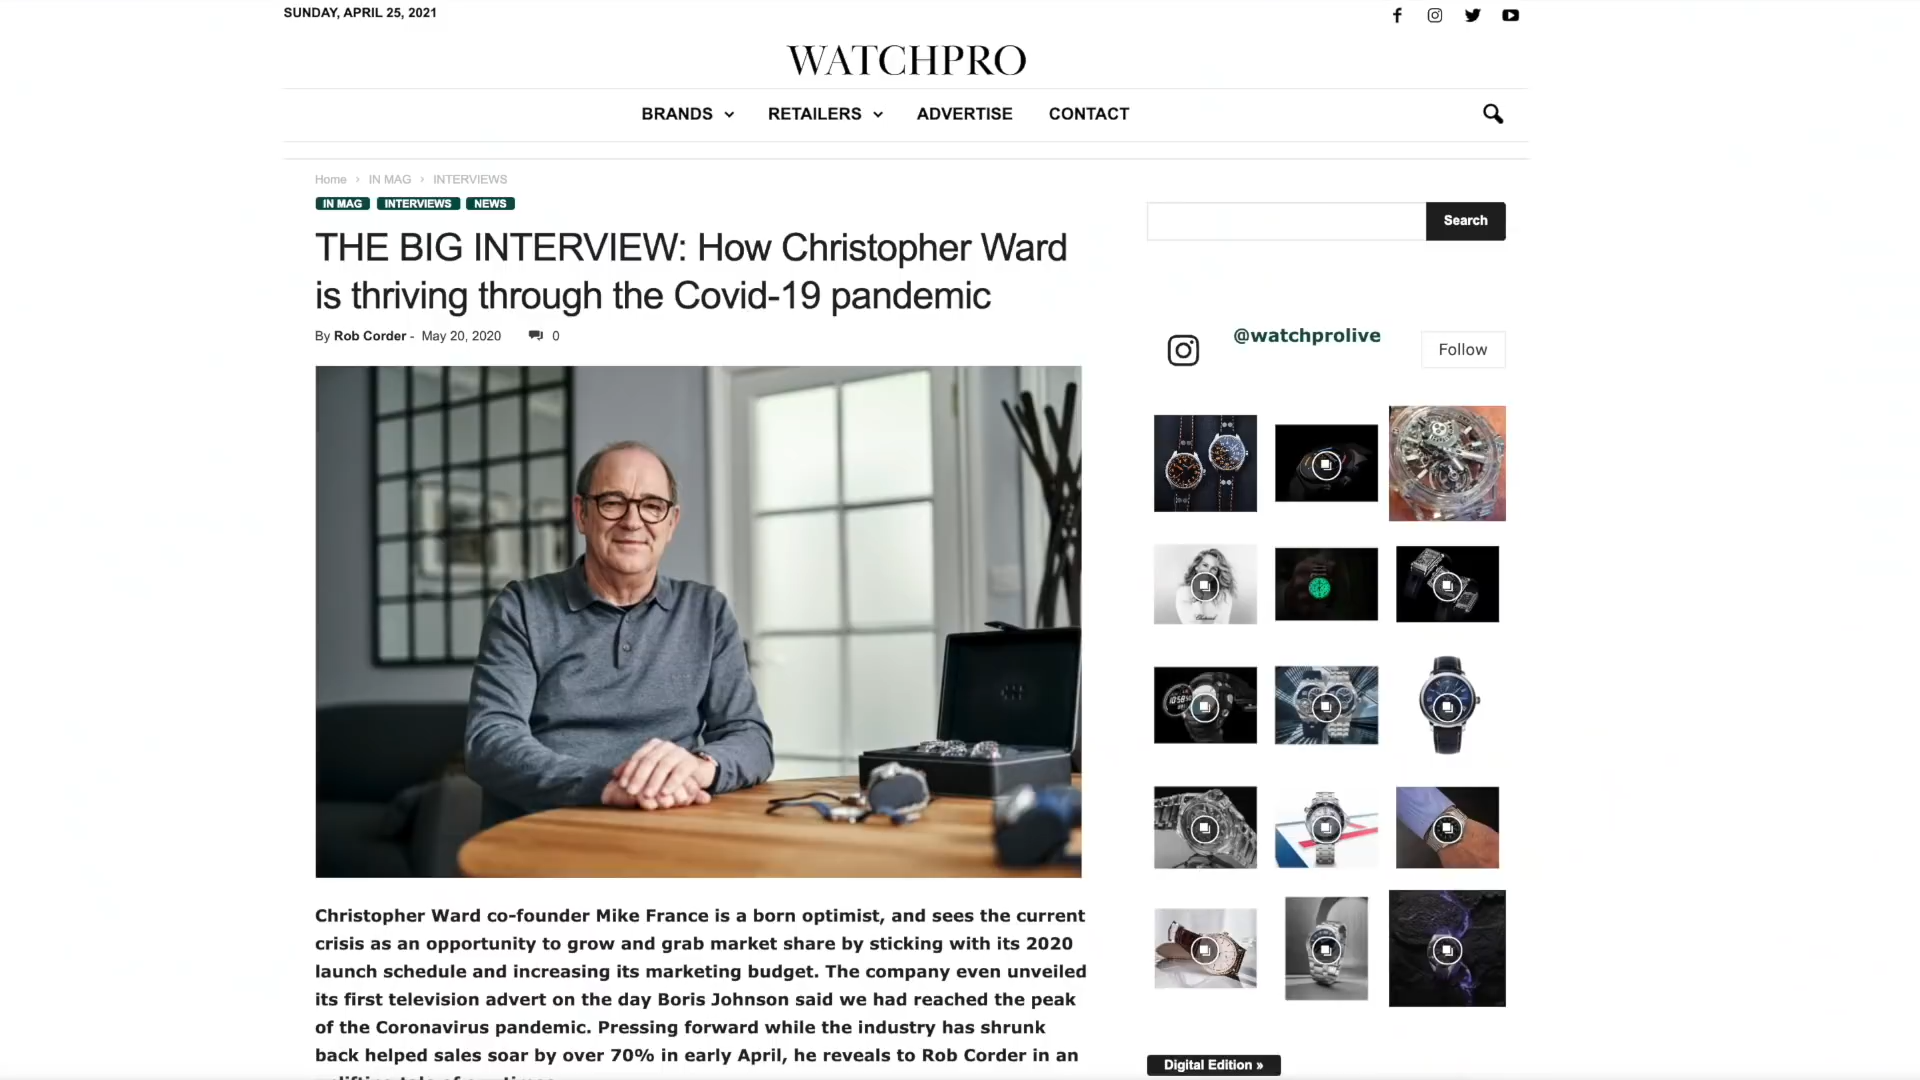 SUNDAY, APRIL 25, 2021
WATCHPRO
BRANDS RETAILERS ADVERTISE CONTACT
Home › IN MAG › INTERVIEWS
IN MAG INTERVIEWS NEWS
Search
THE BIG INTERVIEW: How Christopher Ward
is thriving through the Covid-19 pandemic
By Rob Corder - May 20, 2020 0
@watchprolive
Follow
Christopher Ward co-founder Mike France is a born optimist, and sees the current
crisis as an opportunity to grow and grab market share by sticking with its 2020
launch schedule and increasing its marketing budget. The company even unveiled
its first television advert on the day Boris Johnson said we had reached the peak
of the Coronavirus pandemic. Pressing forward while the industry has shrunk
back helped sales soar by over 70% in early April, he reveals to Rob Corder in an
Digital Edition »